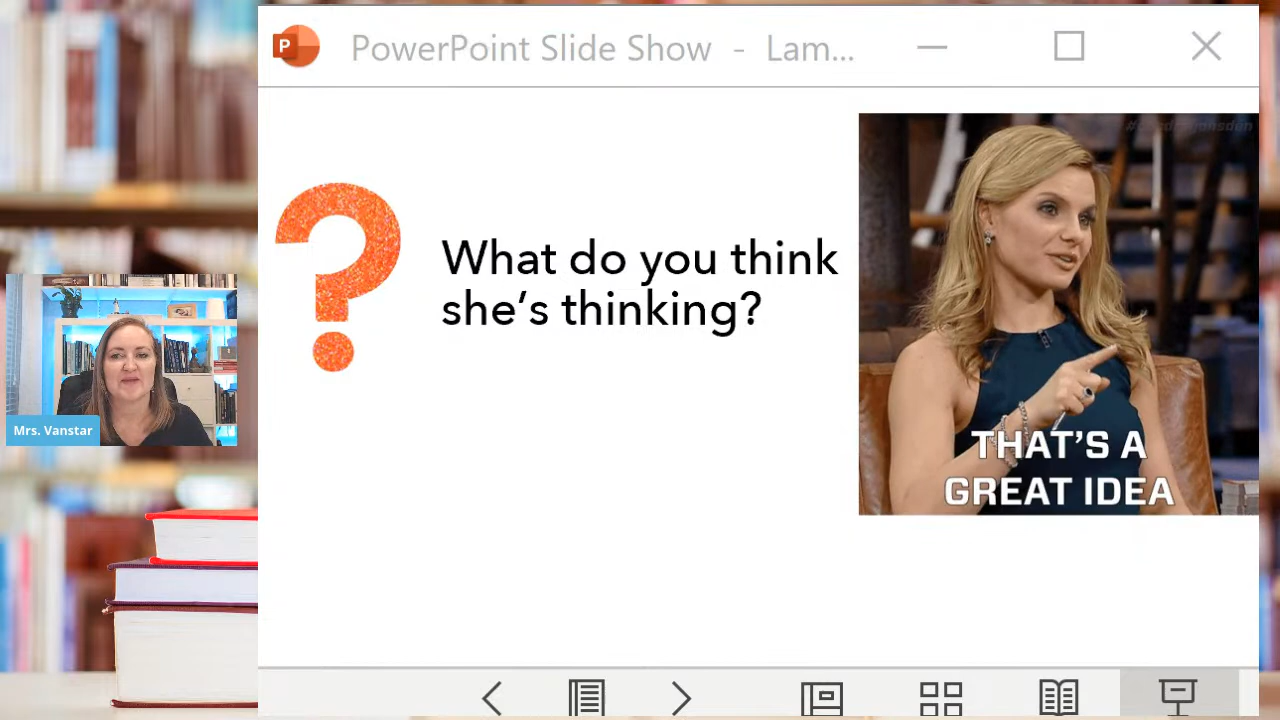 PowerPoint Slide Show - Lam...
What do you think
she's thinking?
THAT'S A
GREAT IDEA
Mrs. Vanstar
P